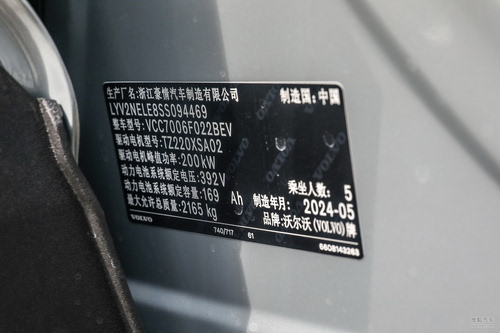 生产厂名:浙江豪情汽车制造有限公司 制造国:中国
LYV2NELE8SS094469
整车型号:VCC7006F022BEV
驱动电机型号:TZ220XSA02
驱动电机峰值功率:200kW
动力电池系统额定电压:392V
动力电池系统额定容量:169 Ah 乘坐人数: 5
最大允许总质量:2165 kg 制造年月: 2024-05
VOLVO 品牌:沃尔沃(VOLVO)牌
740/717 61 6608143263